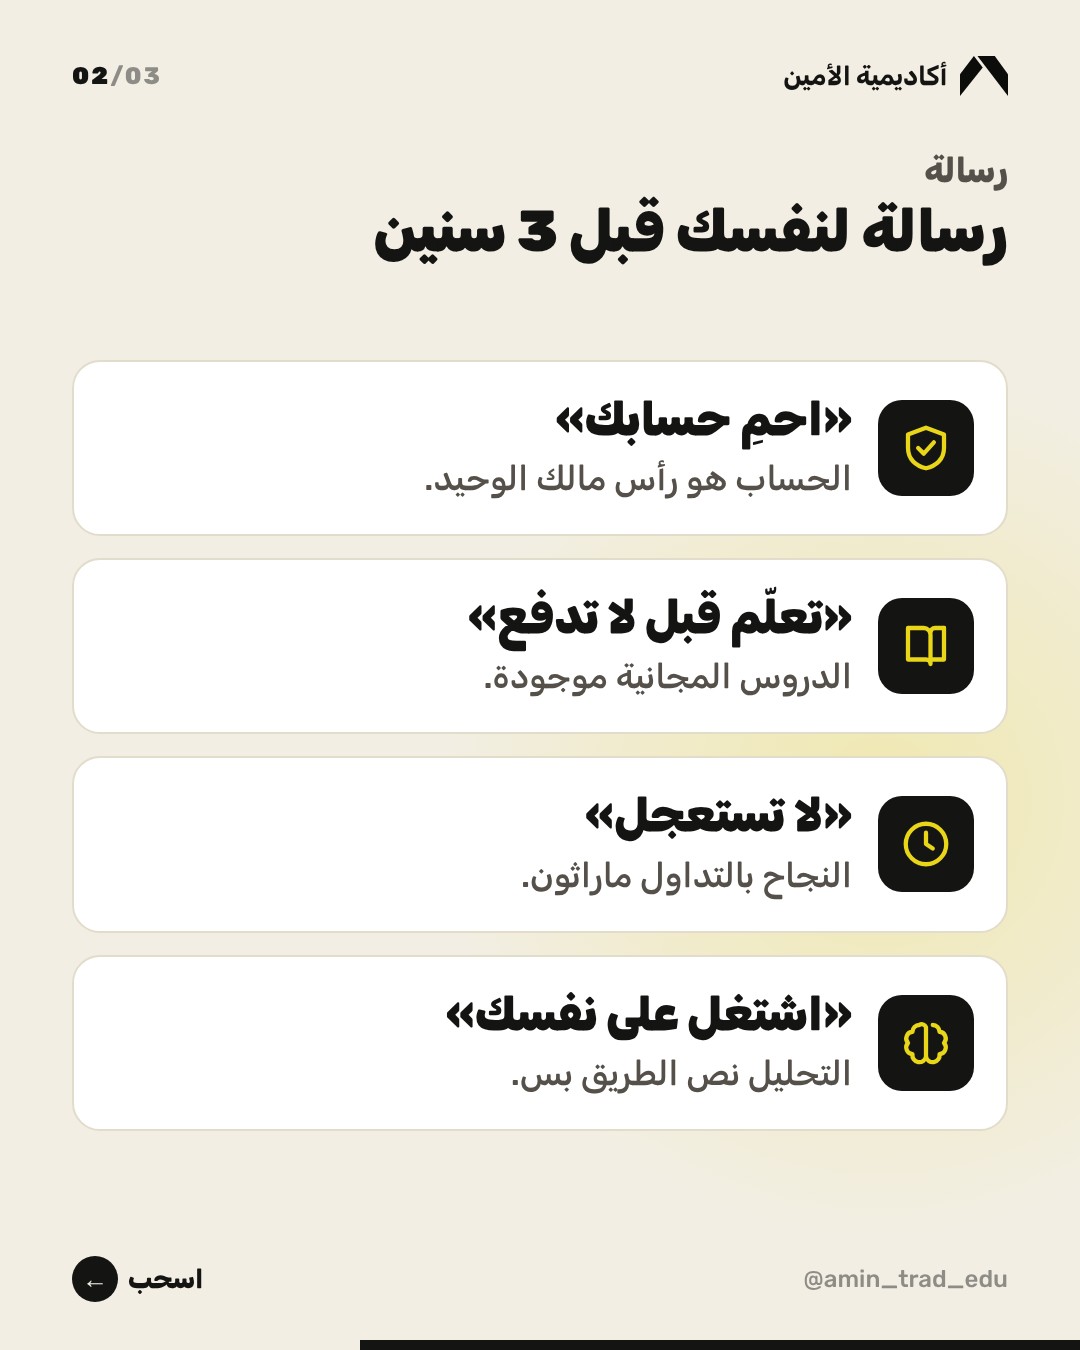 أكاديمية الأمين
02/03
رسالة
رسالة لنفسك قبل 3 سنين
«احمِ حسابك»
الحساب هو رأس مالك الوحيد.
«تعلّم قبل لا تدفع»
الدروس المجانية موجودة.
«لا تستعجل»
النجاح بالتداول ماراثون.
«اشتغل على نفسك»
التحليل نص الطريق بس.
@amin_trad_edu
اسحب ←